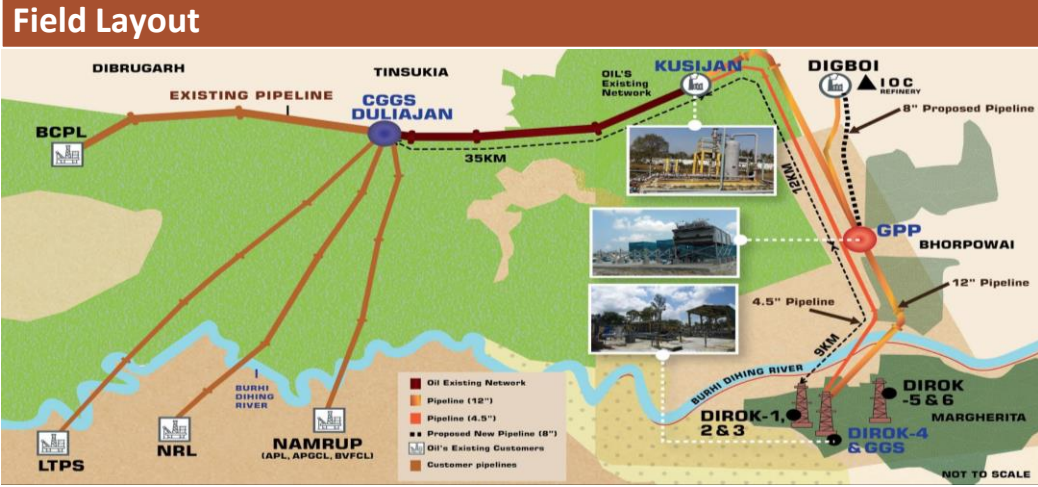 Field Layout
DIBRUGARH
TINSUKIA
OIL'S
Existing
Network
KUSIJAN
DIGBOI
IOC
REFINERY
EXISTING PIPELINE
CGGS
DULIAJAN
8" Proposed Pipeline
BCPL
35KM
12KM
GPP
BHORPOWAI
12" Pipeline
4.5" Pipeline
9KM
BURHI DIHING RIVER
BURHI
DIHING
RIVER
Oil Existing Network
Pipeline (12")
Pipeline (4.5")
Proposed New Pipeline (8")
Oil's Existing Customers
Customer pipelines
DIROK-1,
2 & 3
DIROK
-5 & 6
MARGHERITA
DIROK-4
& GGS
LTPS
NRL
NAMRUP
(APL, APGCL, BVFCL)
NOT TO SCALE